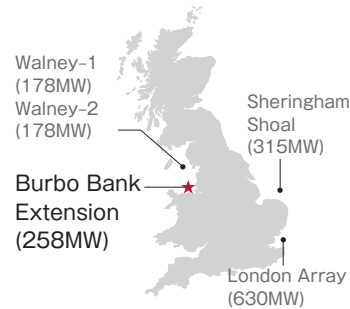 Walney-1
(178MW)
Walney-2
(178MW)
Sheringham
Shoal
(315MW)
Burbo Bank
Extension
(258MW)
London Array
(630MW)